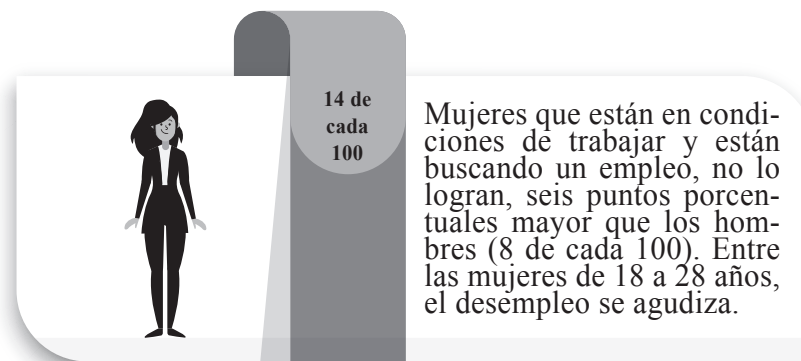 14 de
cada
100
Mujeres que están en condi-
ciones de trabajar y están
buscando un empleo, no lo
logran, seis puntos porcen-
tuales mayor que los hom-
bres (8 de cada 100). Entre
las mujeres de 18 a 28 años,
el desempleo se agudiza.